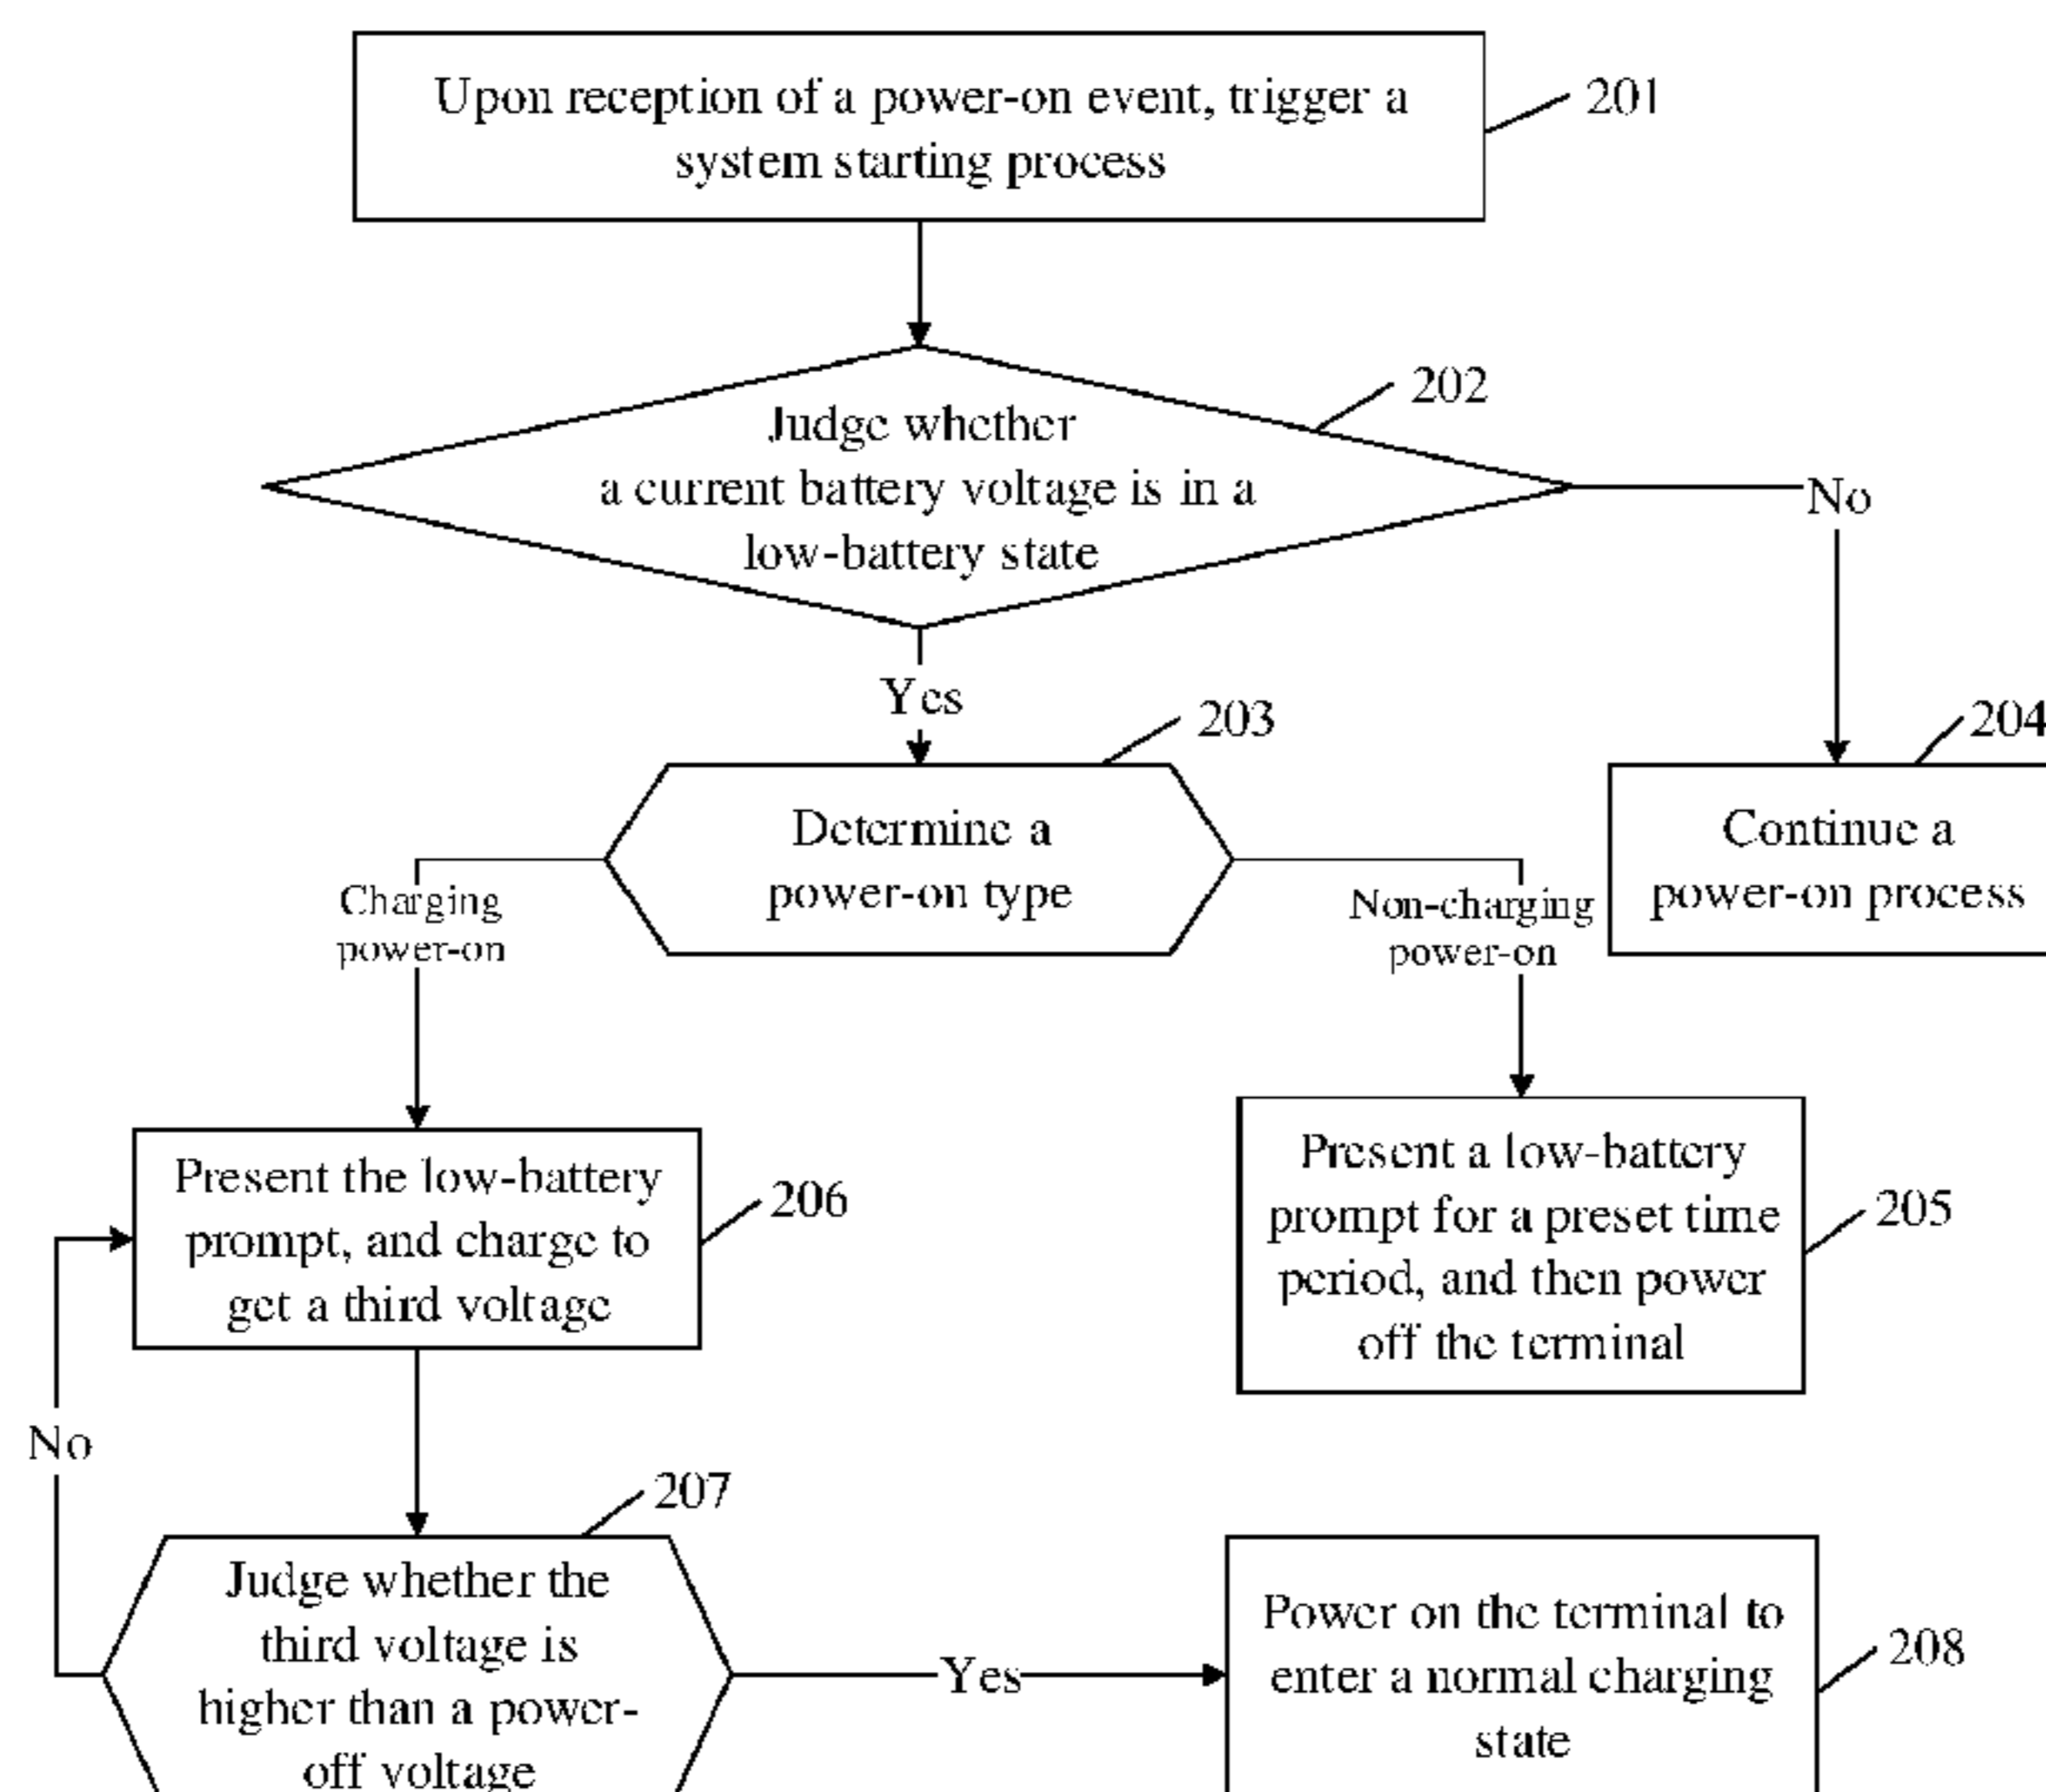 Upon reception of a power-on event, trigger a
system starting process
201
202
Judge whether
a current battery voltage is in a
low-battery state
No
Yes
203
204
Determine a
power-on type
Continue a
power-on process
Charging
power-on
Non-charging
power-on
Present the low-battery
prompt, and charge to
get a third voltage
206
Present a low-battery
prompt for a preset time
period, and then power
off the terminal
205
No
207
Judge whether the
third voltage is
higher than a power-
off voltage
Yes
Power on the terminal to
enter a normal charging
state
208